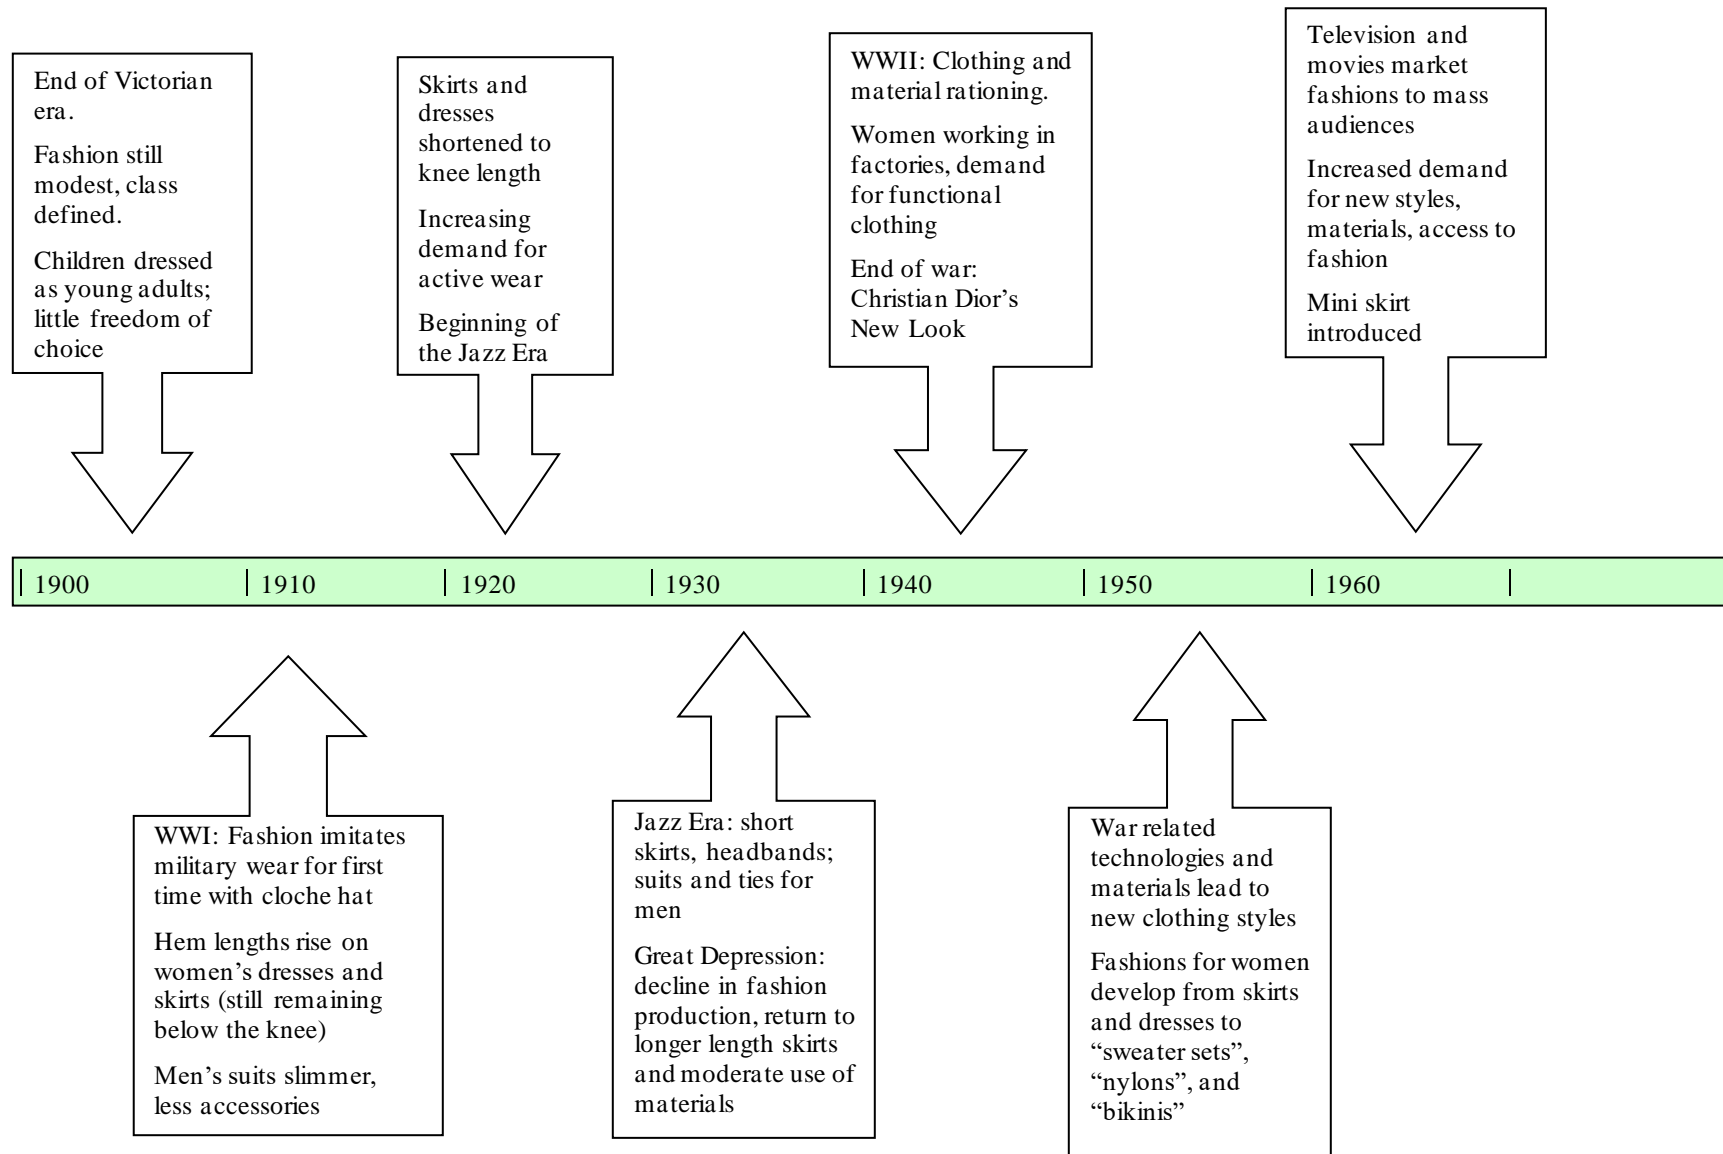 End of Victorian
era.
Fashion still
modest, class
defined.
Children dressed
as young adults;
little freedom of
choice
Skirts and
dresses
shortened to
knee length
Increasing
demand for
active wear
Beginning of
the Jazz Era
WWII: Clothing and
material rationing.
Women working in
factories, demand
for functional
clothing
End of war:
Christian Dior’s
New Look
Television and
movies market
fashions to mass
audiences
Increased demand
for new styles,
materials, access to
fashion
Mini skirt
introduced
1900 1910 1920 1930 1940 1950 1960
WWI: Fashion imitates
military wear for first
time with cloche hat
Hem lengths rise on
women’s dresses and
skirts (still remaining
below the knee)
Men’s suits slimmer,
less accessories
Jazz Era: short
skirts, headbands;
suits and ties for
men
Great Depression:
decline in fashion
production, return to
longer length skirts
and moderate use of
materials
War related
technologies and
materials lead to
new clothing styles
Fashions for women
develop from skirts
and dresses to
“sweater sets”,
“nylons”, and
“bikinis”